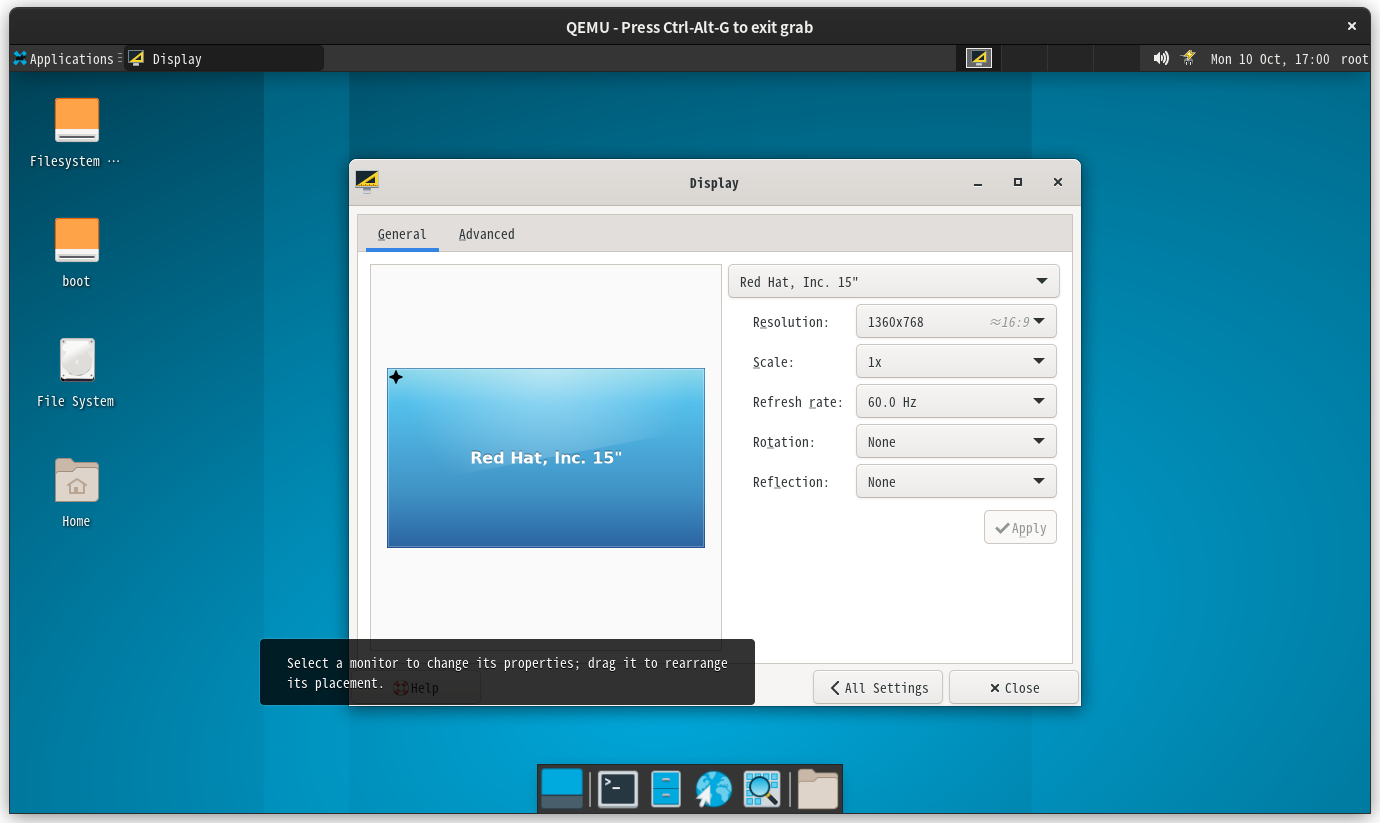 QEMU - Press Ctrl-Alt-G to exit grab
Applications
Display
Mon 10 Oct, 17:00
root
Filesystem ···
boot
File System
Home
Display
General
Advanced
Red Hat, Inc. 15"
Red Hat, Inc. 15"
Resolution:
1360x768
≈16:9
Scale:
1x
Refresh rate:
60.0 Hz
Rotation:
None
Reflection:
None
Apply
Select a monitor to change its properties; drag it to rearrange
its placement.
Help
All Settings
Close
>_